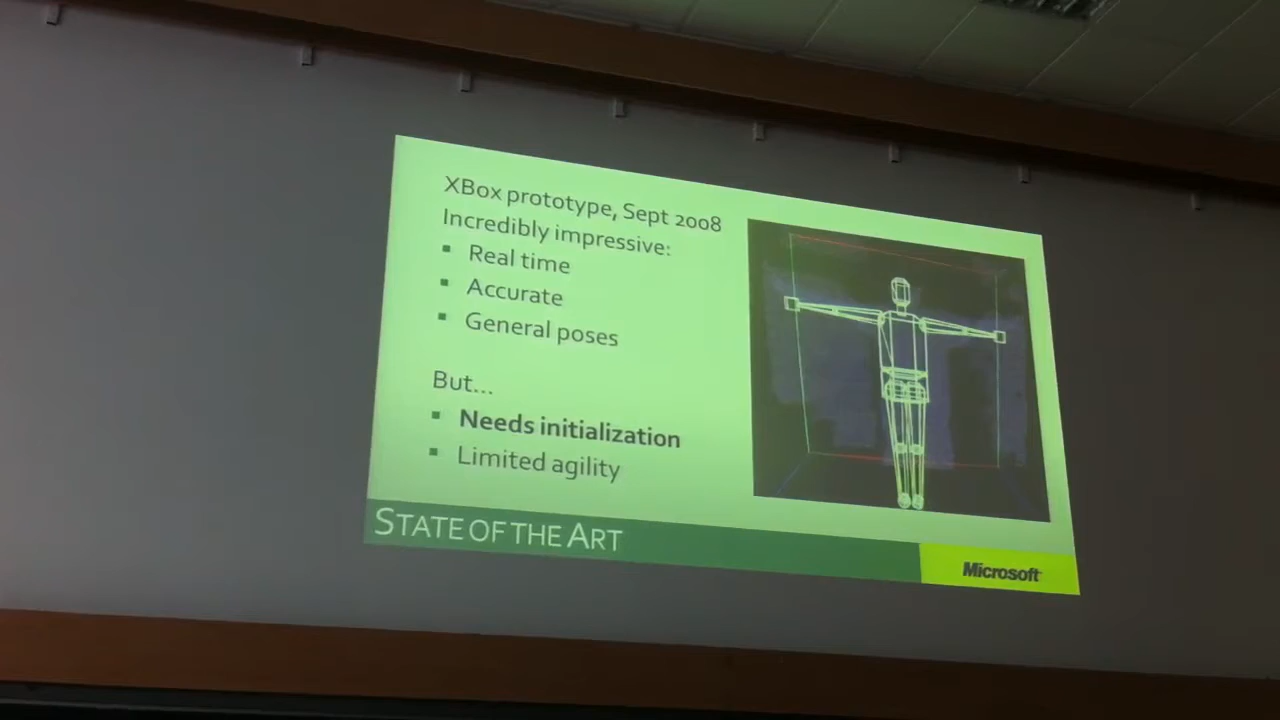 XBox prototype, Sept 2008
Incredibly impressive:
▪ Real time
▪ Accurate
▪ General poses
But...
▪ Needs initialization
▪ Limited agility
STATE OF THE ART
Microsoft